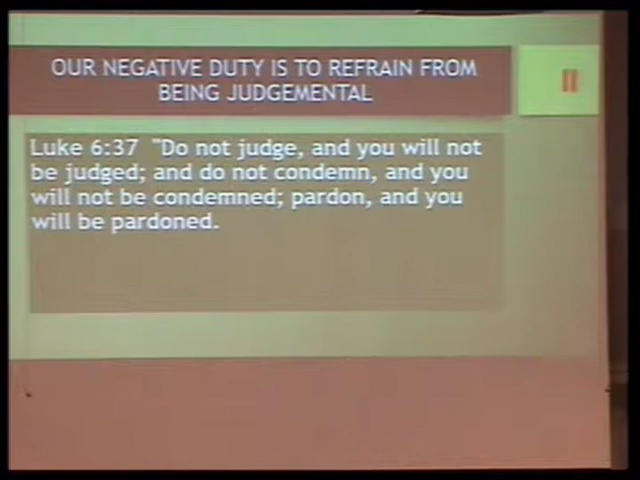 OUR NEGATIVE DUTY IS TO REFRAIN FROM
BEING JUDGEMENTAL
II
Luke 6:37 "Do not judge, and you will not
be judged; and do not condemn, and you
will not be condemned; pardon, and you
will be pardoned.